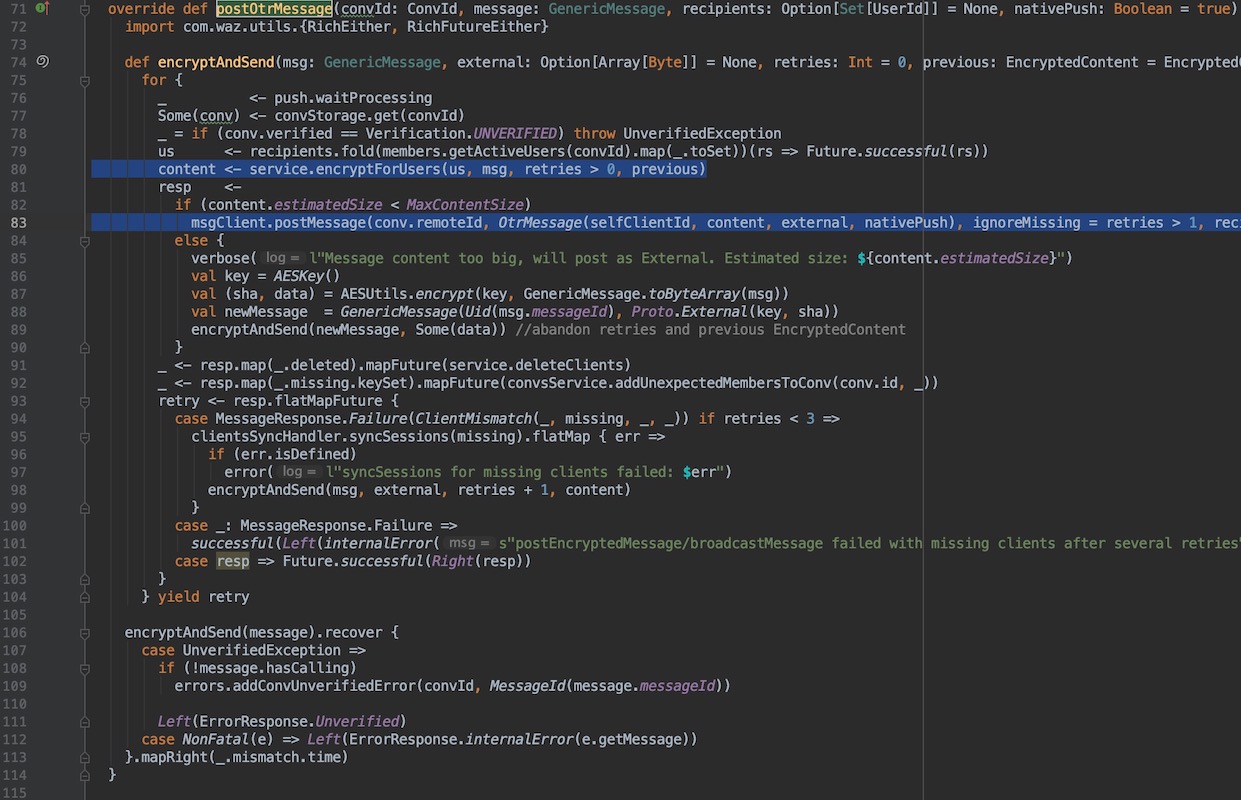 71 override def postOtrMessage(convId: ConvId, message: GenericMessage, recipients: Option[Set[UserId]] = None, nativePush: Boolean = true)
72 import com.waz.utils.{RichEither, RichFutureEither}
73
74 def encryptAndSend(msg: GenericMessage, external: Option[Array[Byte]] = None, retries: Int = 0, previous: EncryptedContent = Encrypted
75 for {
76 _ <- push.waitProcessing
77 Some(conv) <- convStorage.get(convId)
78 _ = if (conv.verified == Verification.UNVERIFIED) throw UnverifiedException
79 us <- recipients.fold(members.getActiveUsers(convId).map(_.toSet))(rs => Future.successful(rs))
80 content <- service.encryptForUsers(us, msg, retries > 0, previous)
81 resp <-
82 if (content.estimatedSize < MaxContentSize)
83 msgClient.postMessage(conv.remoteId, OtrMessage(selfClientId, content, external, nativePush), ignoreMissing = retries > 1, reci
84 else {
85 verbose( log = l"Message content too big, will post as External. Estimated size: ${content.estimatedSize}")
86 val key = AESKey()
87 val (sha, data) = AESUtils.encrypt(key, GenericMessage.toByteArray(msg))
88 val newMessage = GenericMessage(Uid(msg.messageId), Proto.External(key, sha))
89 encryptAndSend(newMessage, Some(data)) //abandon retries and previous EncryptedContent
90 }
91 _ <- resp.map(_.deleted).mapFuture(service.deleteClients)
92 _ <- resp.map(_.missing.keySet).mapFuture(convsService.addUnexpectedMembersToConv(conv.id, _))
93 retry <- resp.flatMapFuture {
94 case MessageResponse.Failure(ClientMismatch(_, missing, _, _)) if retries < 3 =>
95 clientsSyncHandler.syncSessions(missing).flatMap { err =>
96 if (err.isDefined)
97 error( log = l"syncSessions for missing clients failed: $err")
98 encryptAndSend(msg, external, retries + 1, content)
99 }
100 case _: MessageResponse.Failure =>
101 successful(Left(internalError( msg = s"postEncryptedMessage/broadcastMessage failed with missing clients after several retries"
102 case resp => Future.successful(Right(resp))
103 }
104 } yield retry
105
106 encryptAndSend(message).recover {
107 case UnverifiedException =>
108 if (!message.hasCalling)
109 errors.addConvUnverifiedError(convId, MessageId(message.messageId))
110
111 Left(ErrorResponse.Unverified)
112 case NonFatal(e) => Left(ErrorResponse.internalError(e.getMessage))
113 }.mapRight(_.mismatch.time)
114 }
115